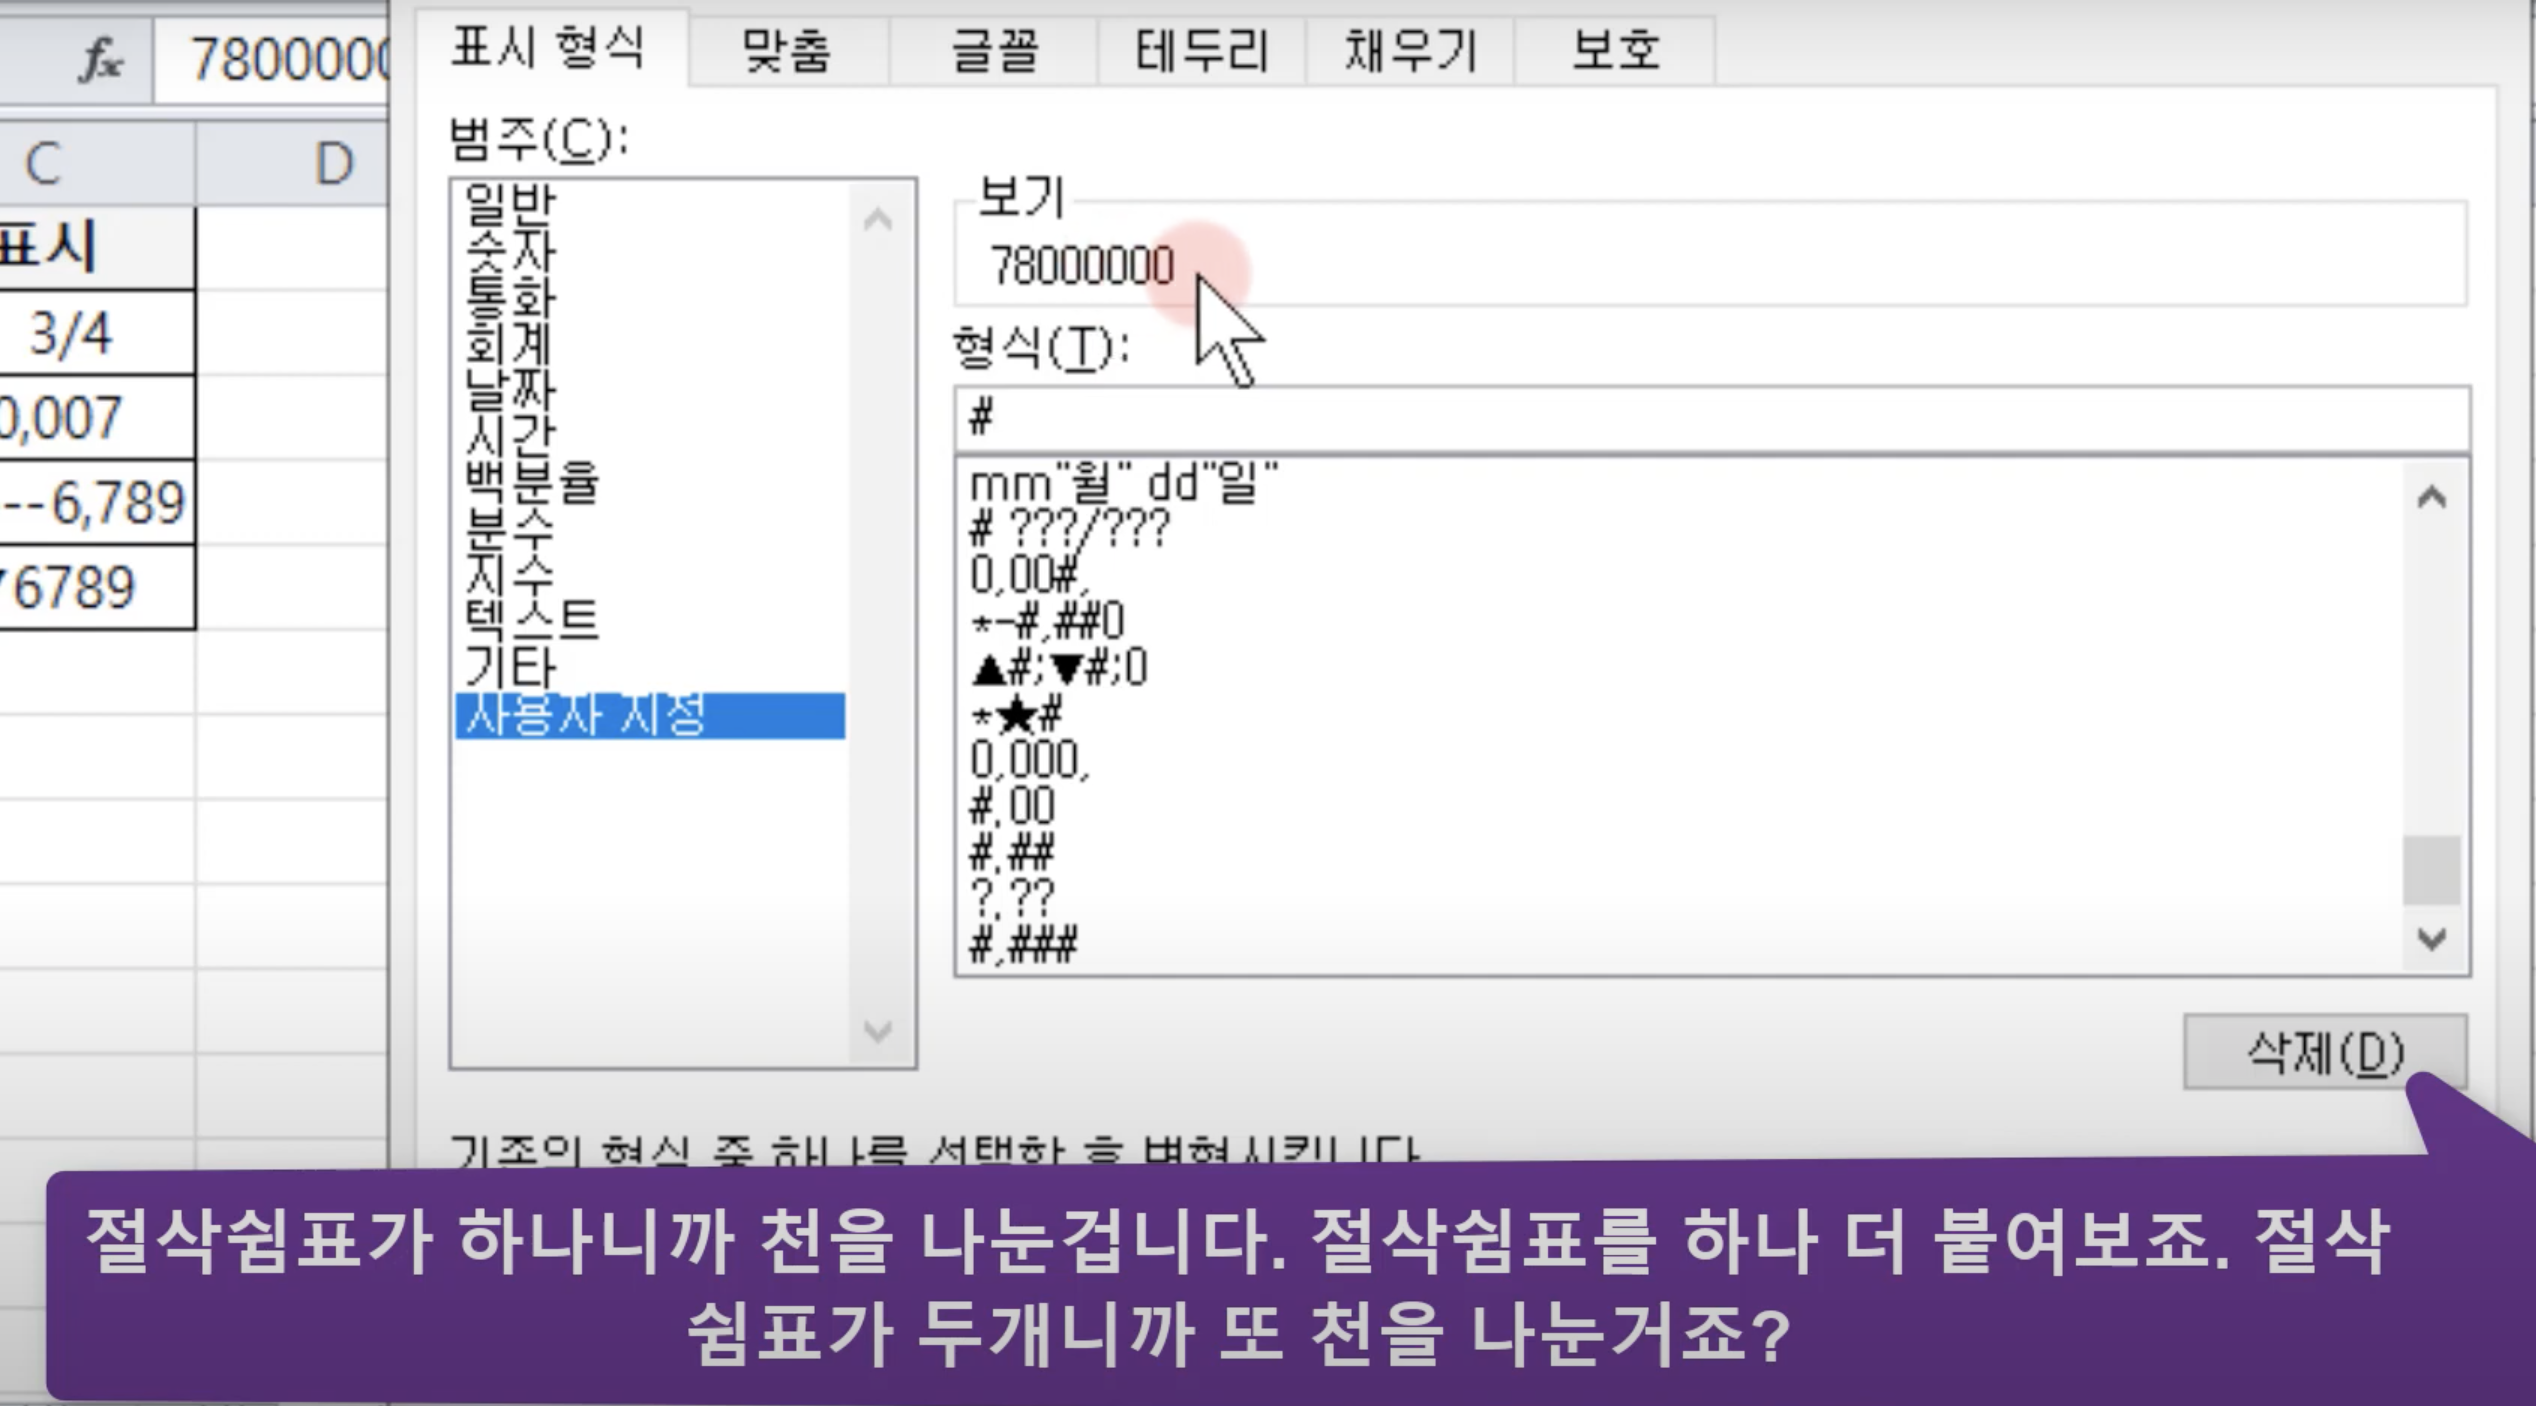 fx 7800000
표시 형식 맞춤 글꼴 테두리 채우기 보호
범주(C):
C D
표시
3/4
0,007
--6,789
6789
일반
숫자
통화
회계
날짜
시간
백분율
분수
지수
텍스트
기타
사용자 지정
보기
78000000
형식(T):
#
mm"월" dd"일"
# ???/???
0,00#,
*-#,##0
▲#;▼#;0
*★#
0,000,
#,00
#,##
?,??
#,###
삭제(D)
기존의 형식 중 하나를 선택한 후 변형시킵니다
절삭쉼표가 하나니까 천을 나눈겁니다. 절삭쉼표를 하나 더 붙여보죠. 절삭
쉼표가 두개니까 또 천을 나눈거죠?